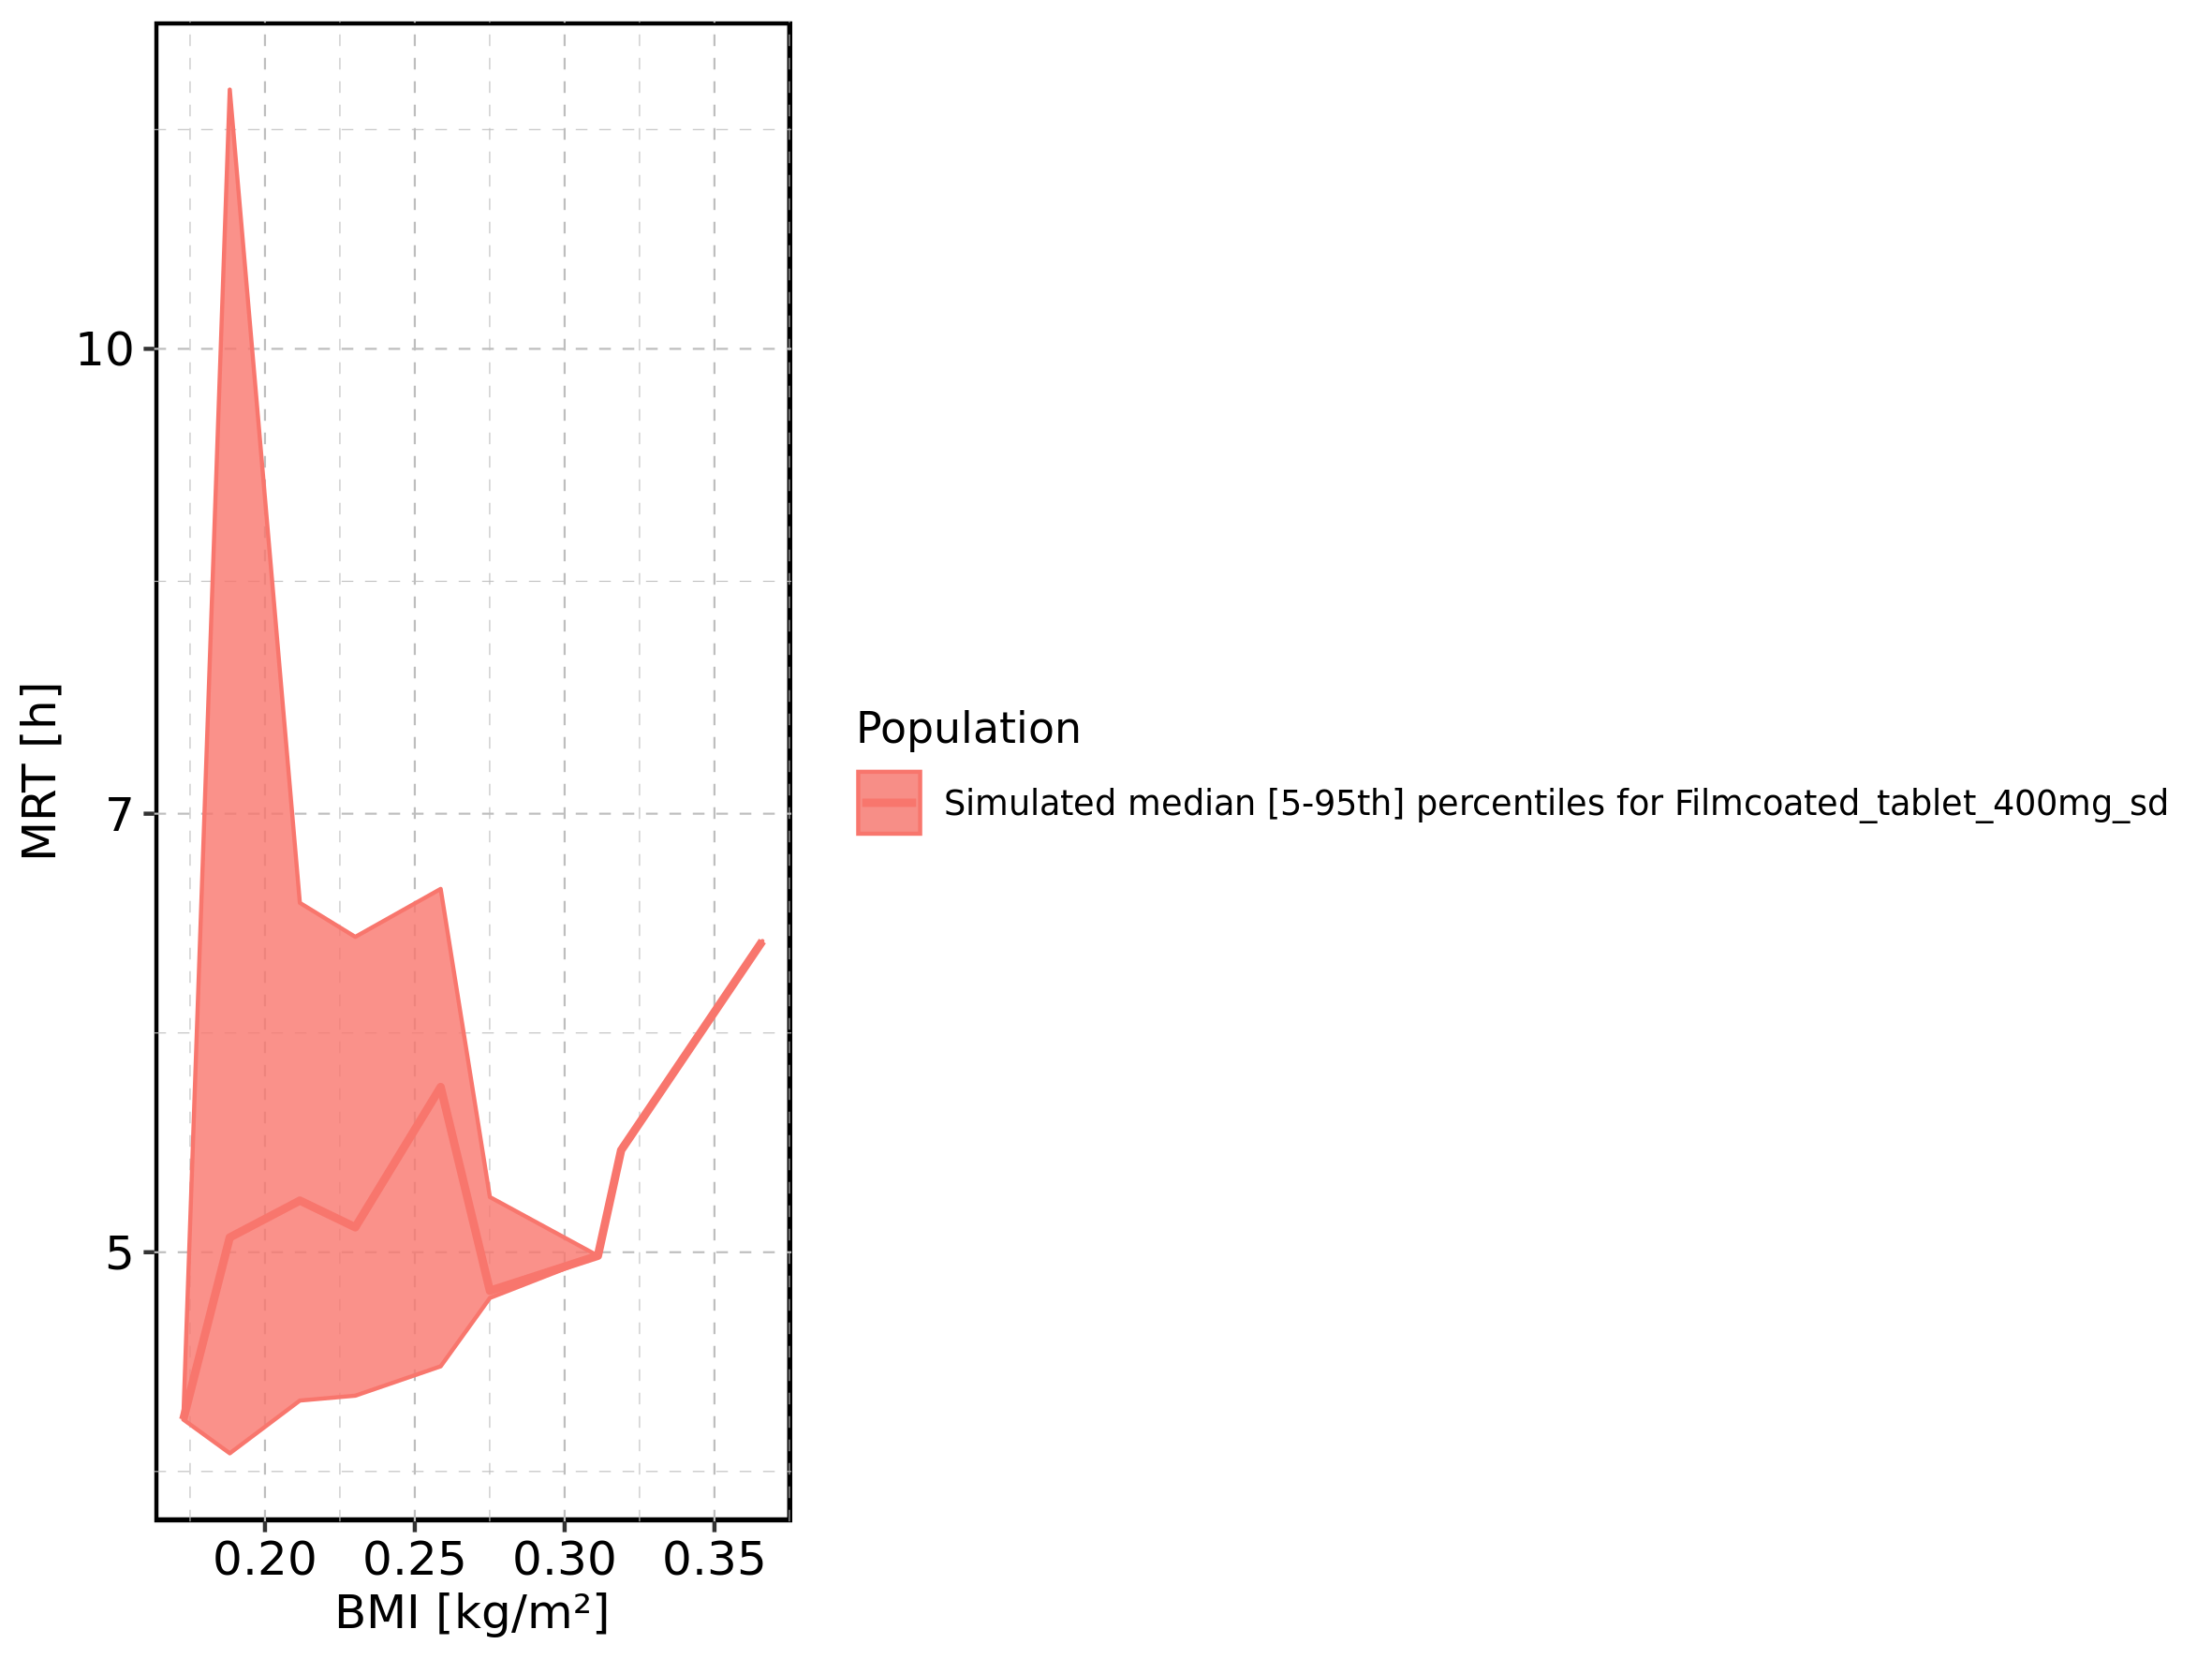 10
7
5
MRT [h]
0.20 0.25 0.30 0.35
BMI [kg/m²]
Population
Simulated median [5-95th] percentiles for Filmcoated_tablet_400mg_sd